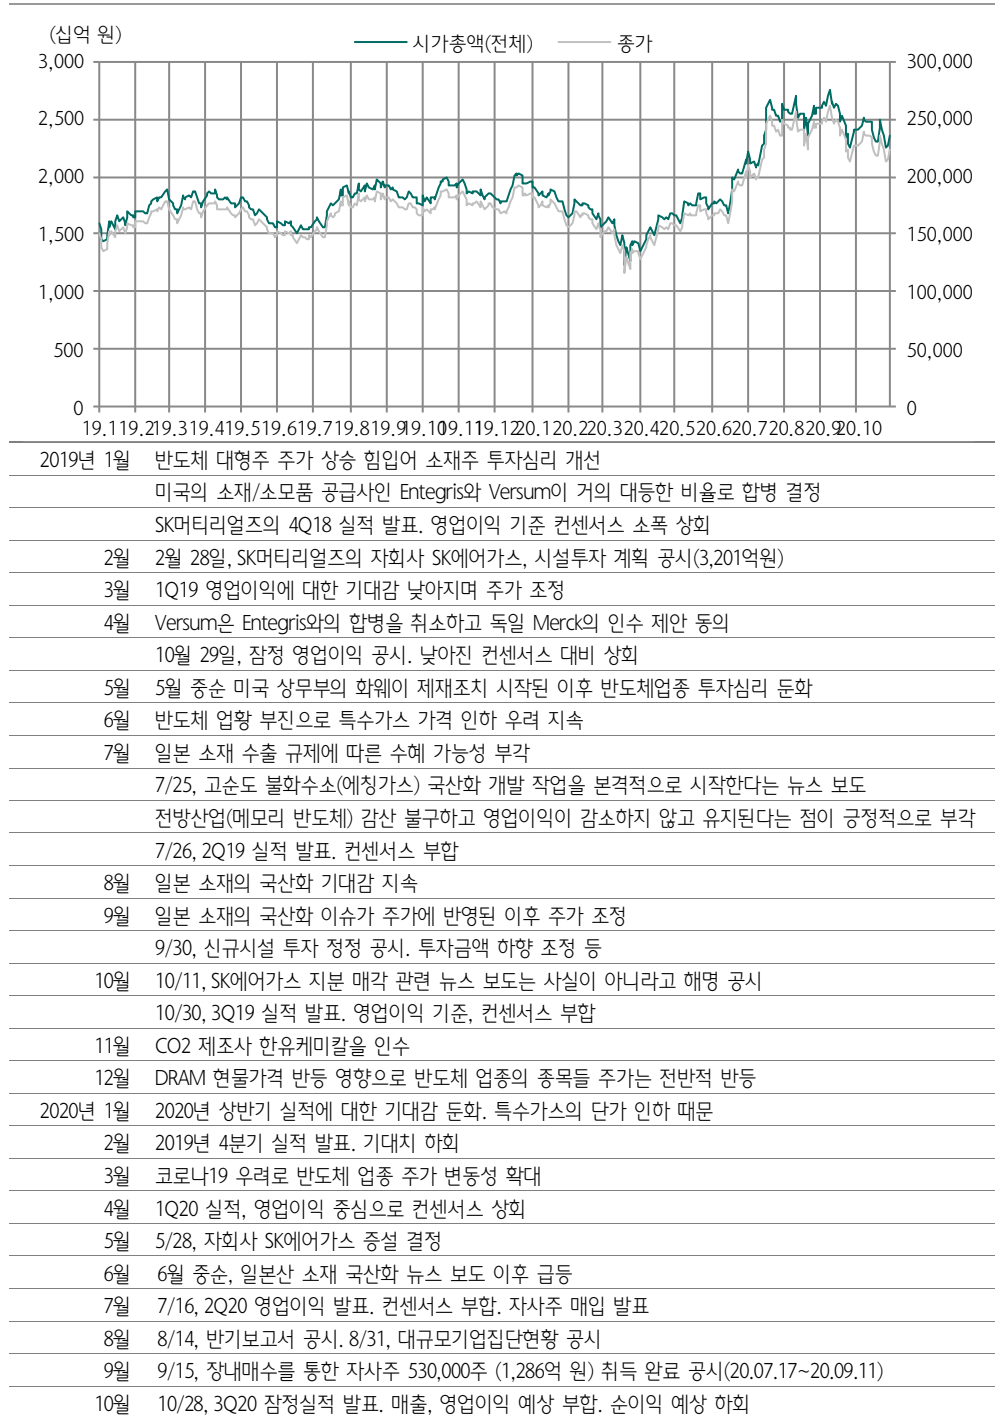 (십억 원)
시가총액(전체) 종가
3,000 300,000
2,500 250,000
2,000 200,000
1,500 150,000
1,000 100,000
500 50,000
0 0
19.1 19.2 19.3 19.4 19.5 19.6 19.7 19.8 19.9 19.10 19.11 19.12 20.1 20.2 20.3 20.4 20.5 20.6 20.7 20.8 20.9 20.10
2019년 1월 반도체 대형주 주가 상승 힘입어 소재주 투자심리 개선
미국의 소재/소모품 공급사인 Entegris와 Versum이 거의 대등한 비율로 합병 결정
SK머티리얼즈의 4Q18 실적 발표. 영업이익 기준 컨센서스 소폭 상회
2월 2월 28일, SK머티리얼즈의 자회사 SK에어가스, 시설투자 계획 공시(3,201억원)
3월 1Q19 영업이익에 대한 기대감 낮아지며 주가 조정
4월 Versum은 Entegris와의 합병을 취소하고 독일 Merck의 인수 제안 동의
10월 29일, 잠정 영업이익 공시. 낮아진 컨센서스 대비 상회
5월 5월 중순 미국 상무부의 화웨이 제재조치 시작된 이후 반도체업종 투자심리 둔화
6월 반도체 업황 부진으로 특수가스 가격 인하 우려 지속
7월 일본 소재 수출 규제에 따른 수혜 가능성 부각
7/25, 고순도 불화수소(에칭가스) 국산화 개발 작업을 본격적으로 시작한다는 뉴스 보도
전방산업(메모리 반도체) 감산 불구하고 영업이익이 감소하지 않고 유지된다는 점이 긍정적으로 부각
7/26, 2Q19 실적 발표. 컨센서스 부합
8월 일본 소재의 국산화 기대감 지속
9월 일본 소재의 국산화 이슈가 주가에 반영된 이후 주가 조정
9/30, 신규시설 투자 정정 공시. 투자금액 하향 조정 등
10월 10/11, SK에어가스 지분 매각 관련 뉴스 보도는 사실이 아니라고 해명 공시
10/30, 3Q19 실적 발표. 영업이익 기준, 컨센서스 부합
11월 CO2 제조사 한유케미칼을 인수
12월 DRAM 현물가격 반등 영향으로 반도체 업종의 종목들 주가는 전반적 반등
2020년 1월 2020년 상반기 실적에 대한 기대감 둔화. 특수가스의 단가 인하 때문
2월 2019년 4분기 실적 발표. 기대치 하회
3월 코로나19 우려로 반도체 업종 주가 변동성 확대
4월 1Q20 실적, 영업이익 중심으로 컨센서스 상회
5월 5/28, 자회사 SK에어가스 증설 결정
6월 6월 중순, 일본산 소재 국산화 뉴스 보도 이후 급등
7월 7/16, 2Q20 영업이익 발표. 컨센서스 부합. 자사주 매입 발표
8월 8/14, 반기보고서 공시. 8/31, 대규모기업집단현황 공시
9월 9/15, 장내매수를 통한 자사주 530,000주 (1,286억 원) 취득 완료 공시(20.07.17~20.09.11)
10월 10/28, 3Q20 잠정실적 발표. 매출, 영업이익 예상 부합. 순이익 예상 하회